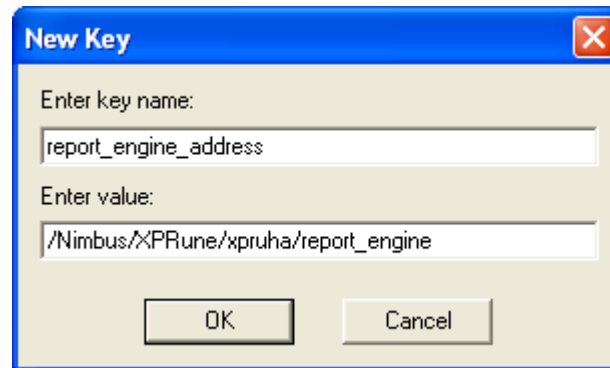 New Key
Enter key name:
report_engine_address
Enter value:
/Nimbus/XPRune/xpruha/report_engine
OK Cancel